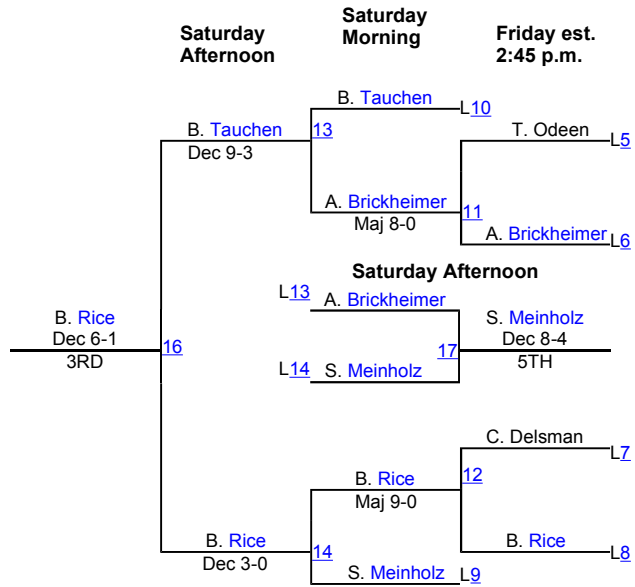 Saturday Afternoon
Saturday Morning
Friday est. 2:45 p.m.
B. Tauchen
L10
B. Tauchen
13
T. Odeen
L5
Dec 9-3
A. Brickheimer
11
Maj 8-0
A. Brickheimer
L6
Saturday Afternoon
L13
A. Brickheimer
B. Rice
S. Meinholz
Dec 6-1
Dec 8-4
16
17
3RD
5TH
L14
S. Meinholz
C. Delsman
L7
B. Rice
12
Maj 9-0
B. Rice
14
B. Rice
L8
Dec 3-0
S. Meinholz
L9